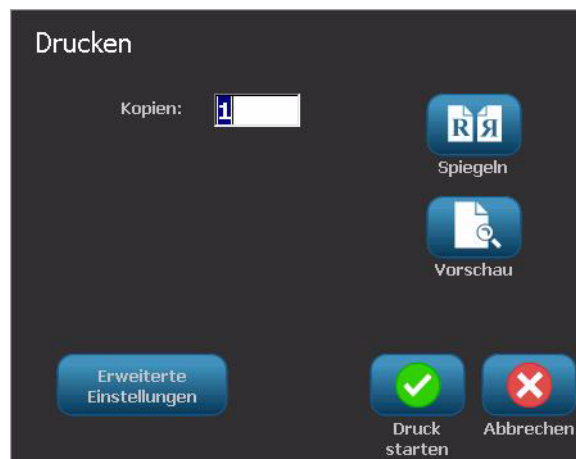 Drucken
Kopien: 1
R Я
Spiegeln
Vorschau
Erweiterte
Einstellungen
Druck
starten
Abbrechen